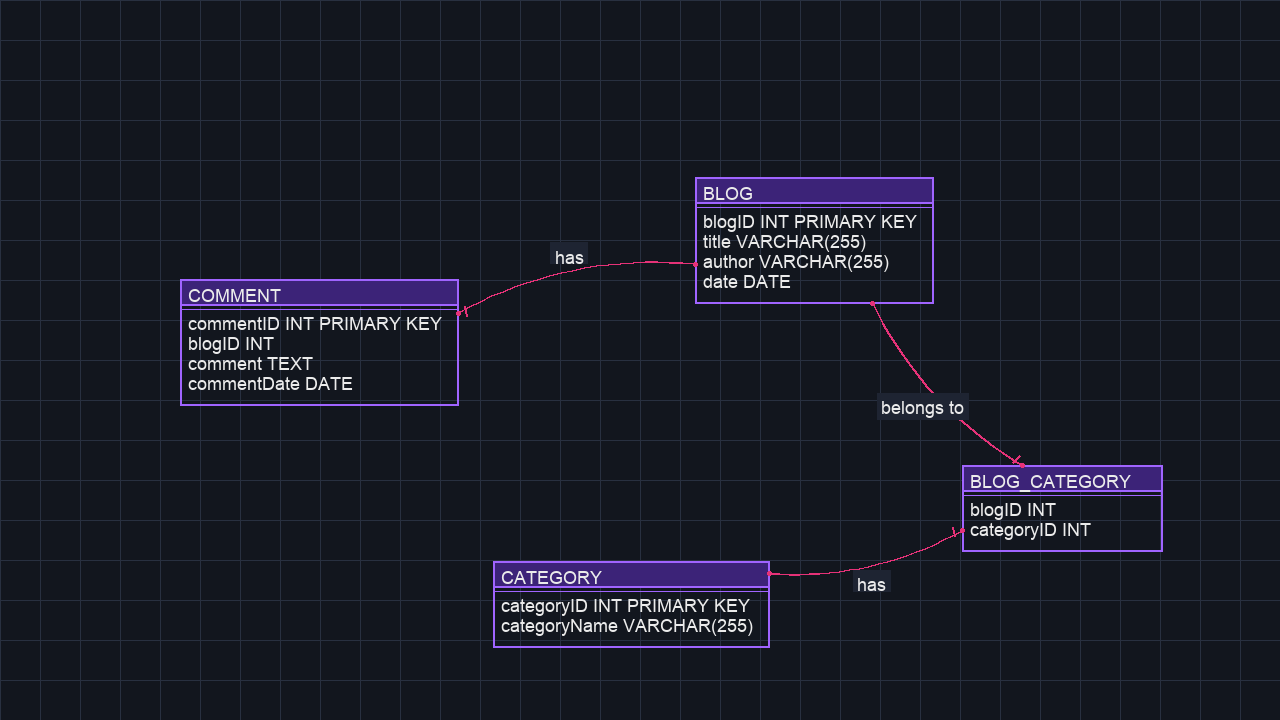 BLOG
blogID INT PRIMARY KEY
title VARCHAR(255)
author VARCHAR(255)
date DATE
has
COMMENT
commentID INT PRIMARY KEY
blogID INT
comment TEXT
commentDate DATE
belongs to
BLOG_CATEGORY
blogID INT
categoryID INT
CATEGORY
categoryID INT PRIMARY KEY
categoryName VARCHAR(255)
has